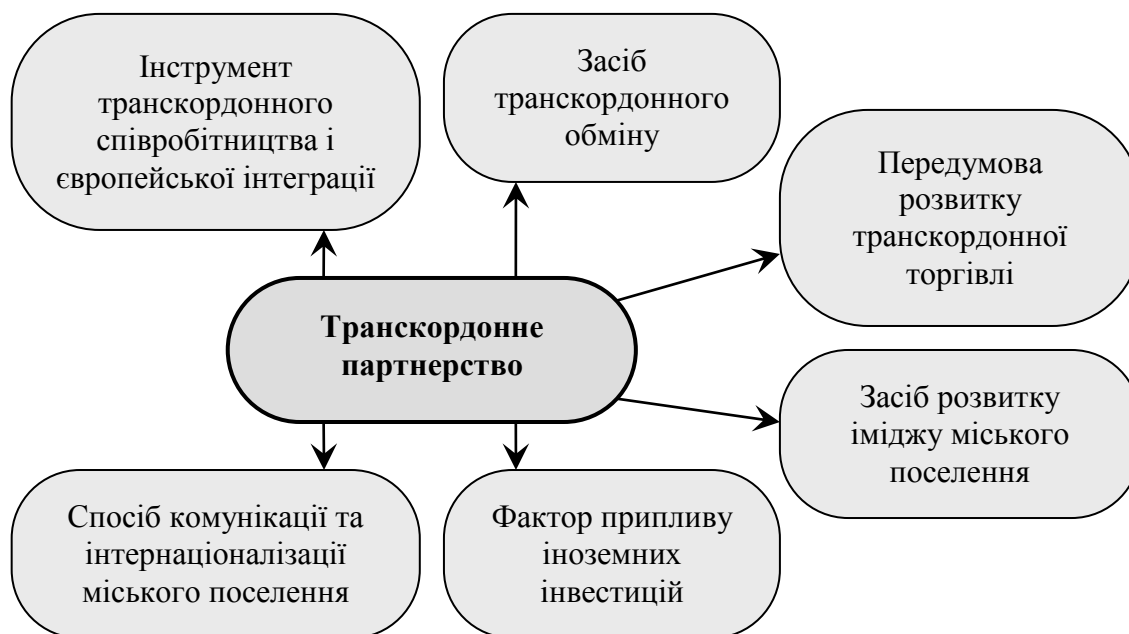 Інструмент
транскордонного
співробітництва і
європейської інтеграції
Засіб
транскордонного
обміну
Передумова
розвитку
транскордонної
торгівлі
Транскордонне
партнерство
Засіб розвитку
іміджу міського
поселення
Спосіб комунікації та
інтернаціоналізації
міського поселення
Фактор припливу
іноземних
інвестицій